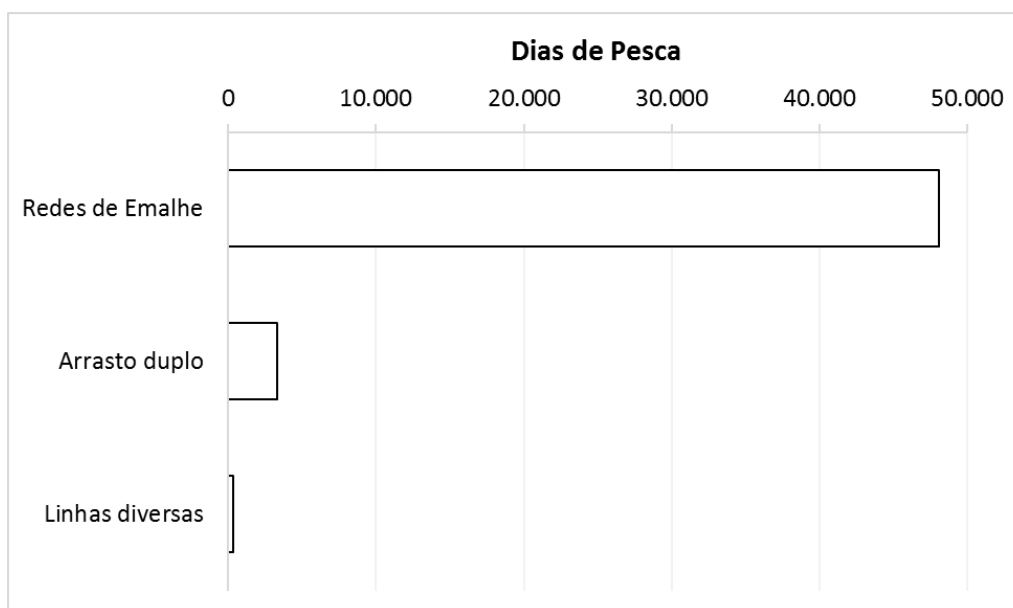 Dias de Pesca
0 10.000 20.000 30.000 40.000 50.000
Redes de Emalhe
Arrasto duplo
Linhas diversas